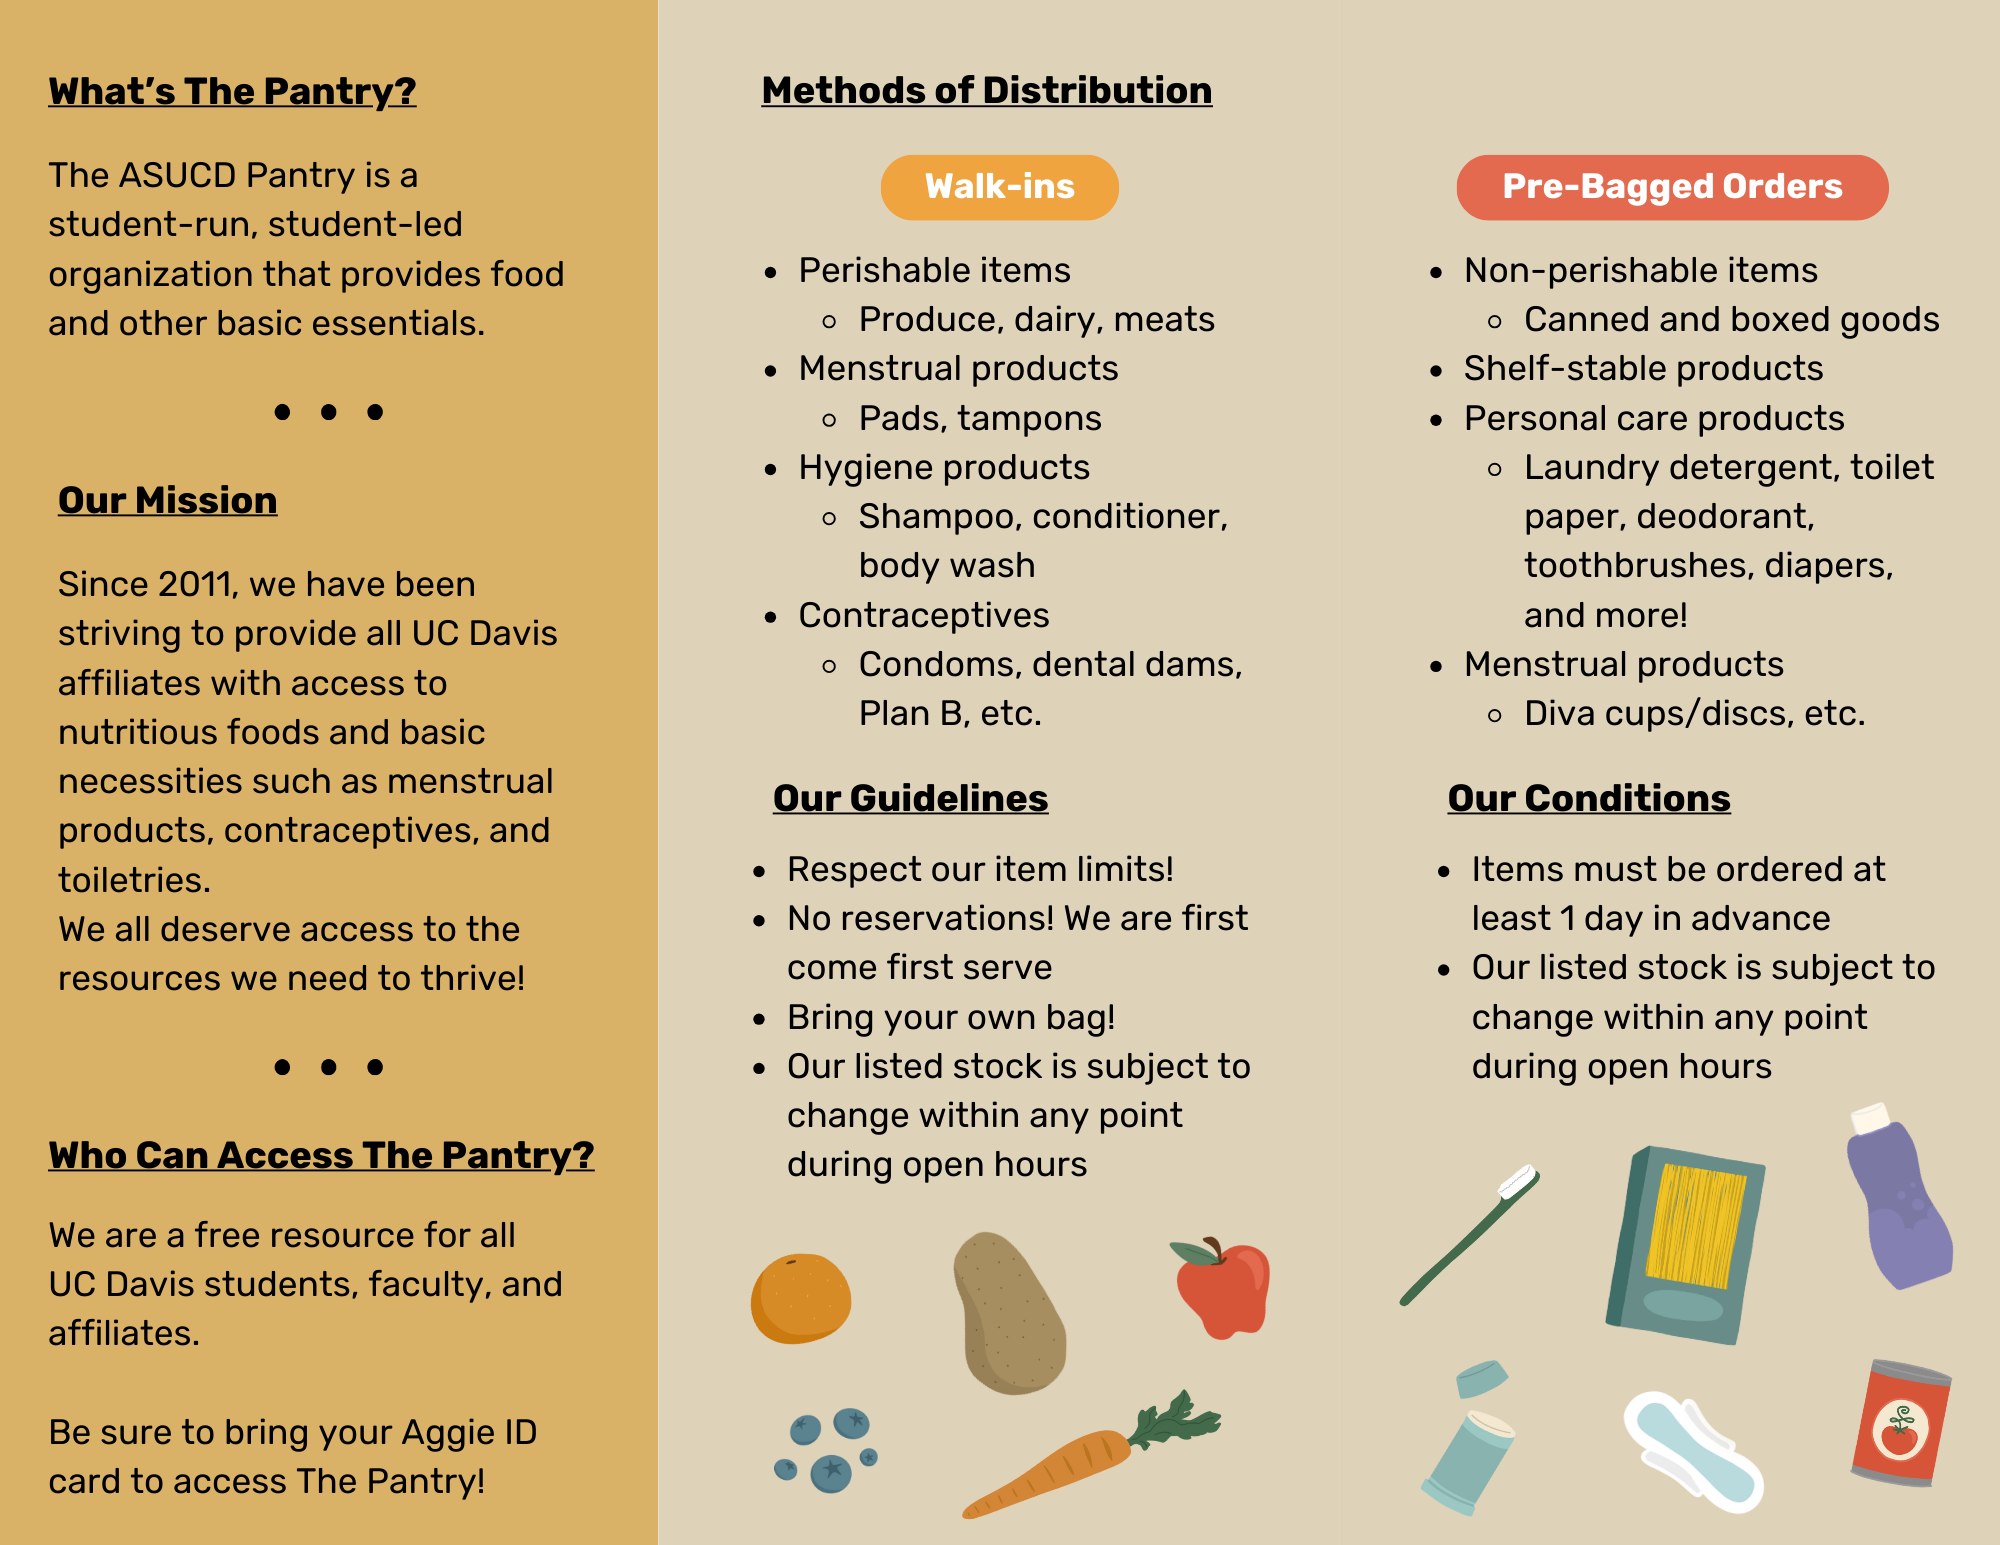 What’s The Pantry?
The ASUCD Pantry is a
student-run, student-led
organization that provides food
and other basic essentials.
Our Mission
Since 2011, we have been
striving to provide all UC Davis
affiliates with access to
nutritious foods and basic
necessities such as menstrual
products, contraceptives, and
toiletries.
We all deserve access to the
resources we need to thrive!
Who Can Access The Pantry?
We are a free resource for all
UC Davis students, faculty, and
affiliates.
Be sure to bring your Aggie ID
card to access The Pantry!
Methods of Distribution
Walk-ins
• Perishable items
◦ Produce, dairy, meats
• Menstrual products
◦ Pads, tampons
• Hygiene products
◦ Shampoo, conditioner,
body wash
• Contraceptives
◦ Condoms, dental dams,
Plan B, etc.
Our Guidelines
• Respect our item limits!
• No reservations! We are first
come first serve
• Bring your own bag!
• Our listed stock is subject to
change within any point
during open hours
Pre-Bagged Orders
• Non-perishable items
◦ Canned and boxed goods
• Shelf-stable products
• Personal care products
◦ Laundry detergent, toilet
paper, deodorant,
toothbrushes, diapers,
and more!
• Menstrual products
◦ Diva cups/discs, etc.
Our Conditions
• Items must be ordered at
least 1 day in advance
• Our listed stock is subject to
change within any point
during open hours